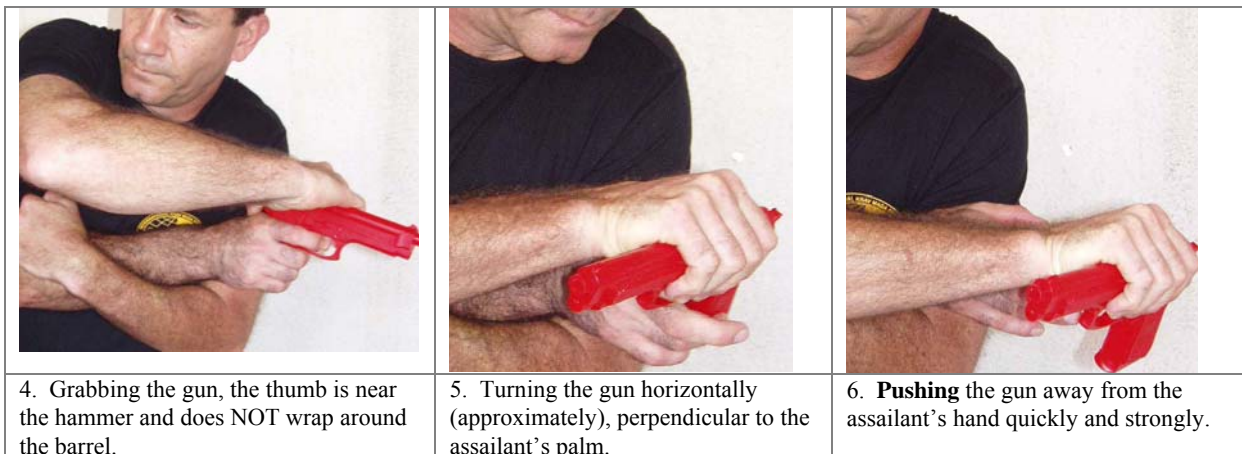 4. Grabbing the gun, the thumb is near
the hammer and does NOT wrap around
the barrel.
5. Turning the gun horizontally
(approximately), perpendicular to the
assailant’s palm.
6. Pushing the gun away from the
assailant’s hand quickly and strongly.